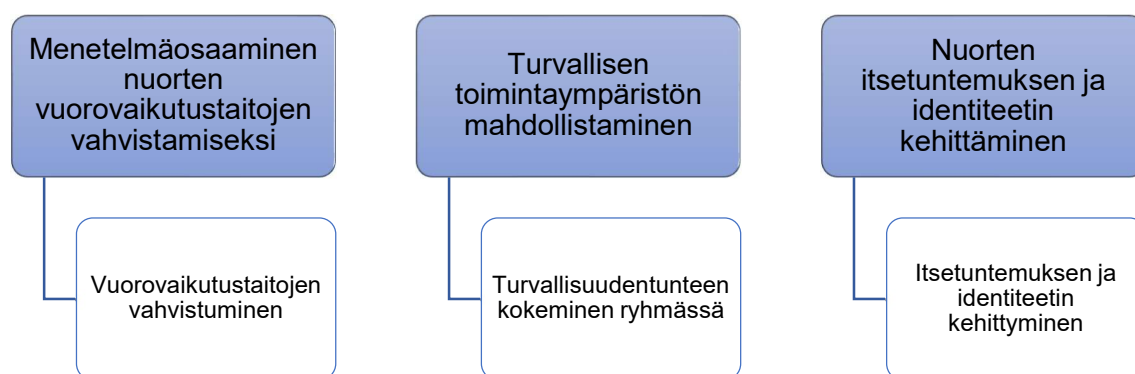 Menetelmäosaaminen
nuorten
vuorovaikutustaitojen
vahvistamiseksi
Vuorovaikutustaitojen
vahvistuminen
Turvallisen
toimintaympäristön
mahdollistaminen
Turvallisuudentunteen
kokeminen ryhmässä
Nuorten
itsetuntemuksen ja
identiteetin
kehittäminen
Itsetuntemuksen ja
identiteetin
kehittyminen